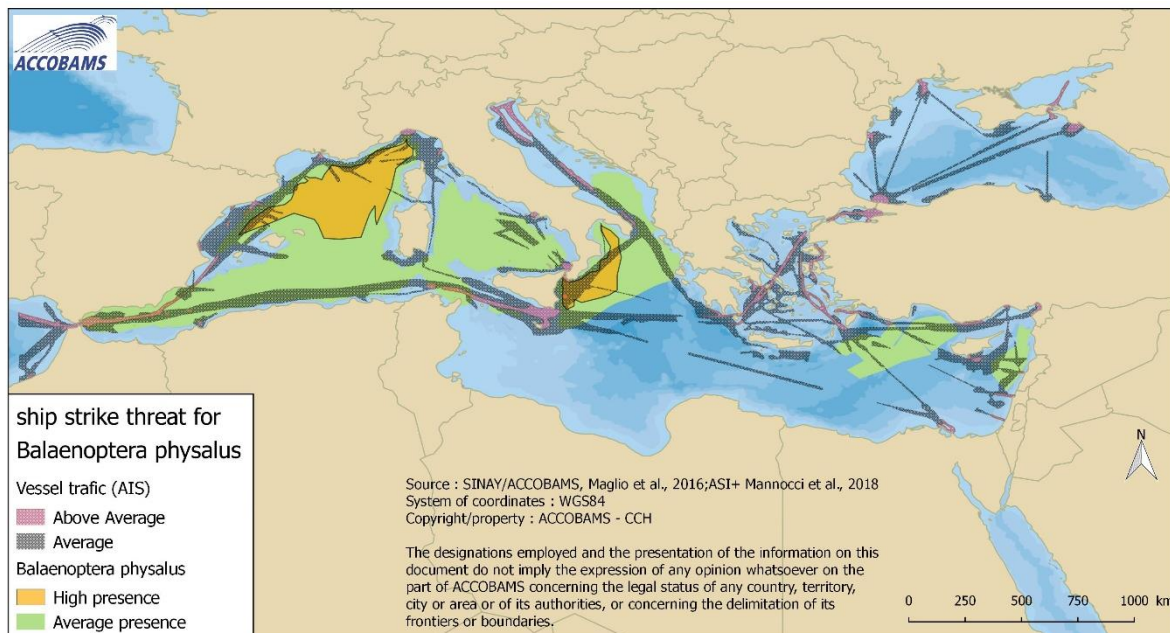 ACCOBAMS
ship strike threat for
Balaenoptera physalus
Vessel trafic (AIS)
Above Average
Average
Balaenoptera physalus
High presence
Average presence
Source : SINAY/ACCOBAMS, Maglio et al., 2016;ASI+ Mannocci et al., 2018
System of coordinates : WGS84
Copyright/property : ACCOBAMS - CCH
The designations employed and the presentation of the information on this
document do not imply the expression of any opinion whatsoever on the
part of ACCOBAMS concerning the legal status of any country, territory,
city or area or of its authorities, or concerning the delimitation of its
frontiers or boundaries.
N
0 250 500 750 1000 km